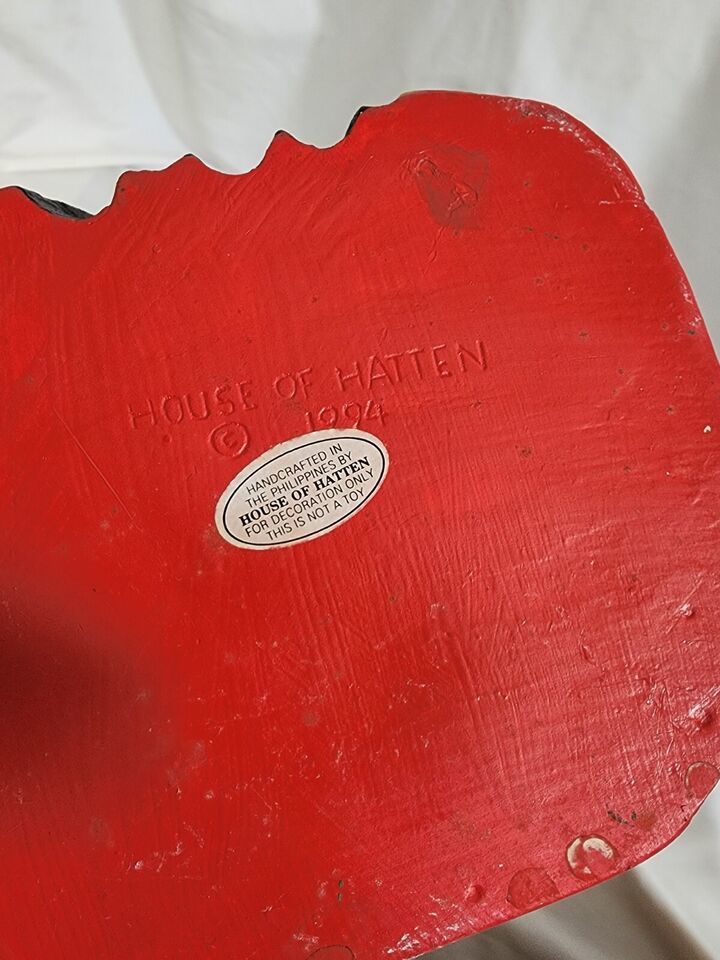 HOUSE OF HATTEN
© 1994
HANDCRAFTED IN
THE PHILIPPINES BY
HOUSE OF HATTEN
FOR DECORATION ONLY
THIS IS NOT A TOY